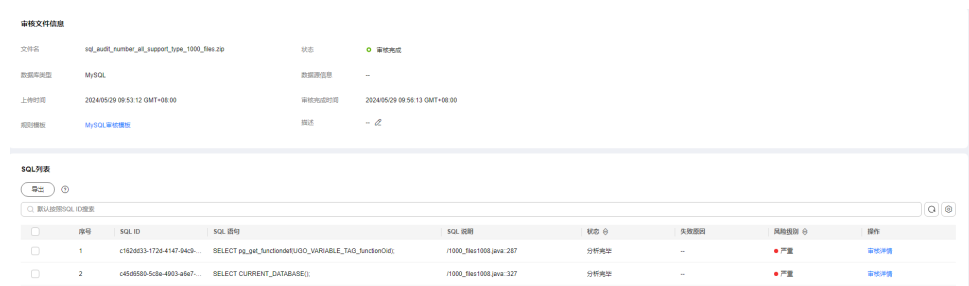 审核文件信息
文件名 sql_audit_number_all_support_type_1000_files.zip 状态 审核完成
数据库类型 MySQL 数据源信息 --
上传时间 2024/05/29 09:53:12 GMT+08:00 审核完成时间 2024/05/29 09:56:13 GMT+08:00
规则模板 MySQL审核模板 描述 --
SQL列表
导出
默认按照SQL ID搜索
序号 SQL ID SQL 语句 SQL 说明 状态 失败原因 风险级别 操作
1 c162dd33-172d-4147-94c9-... SELECT pg_get_functiondef(UGO_VARIABLE_TAG_functionOid); /1000_files1008.java: 287 分析完毕 -- 严重 审核详情
2 c45d6580-5c8e-4903-a6e7-... SELECT CURRENT_DATABASE(); /1000_files1008.java: 327 分析完毕 -- 严重 审核详情